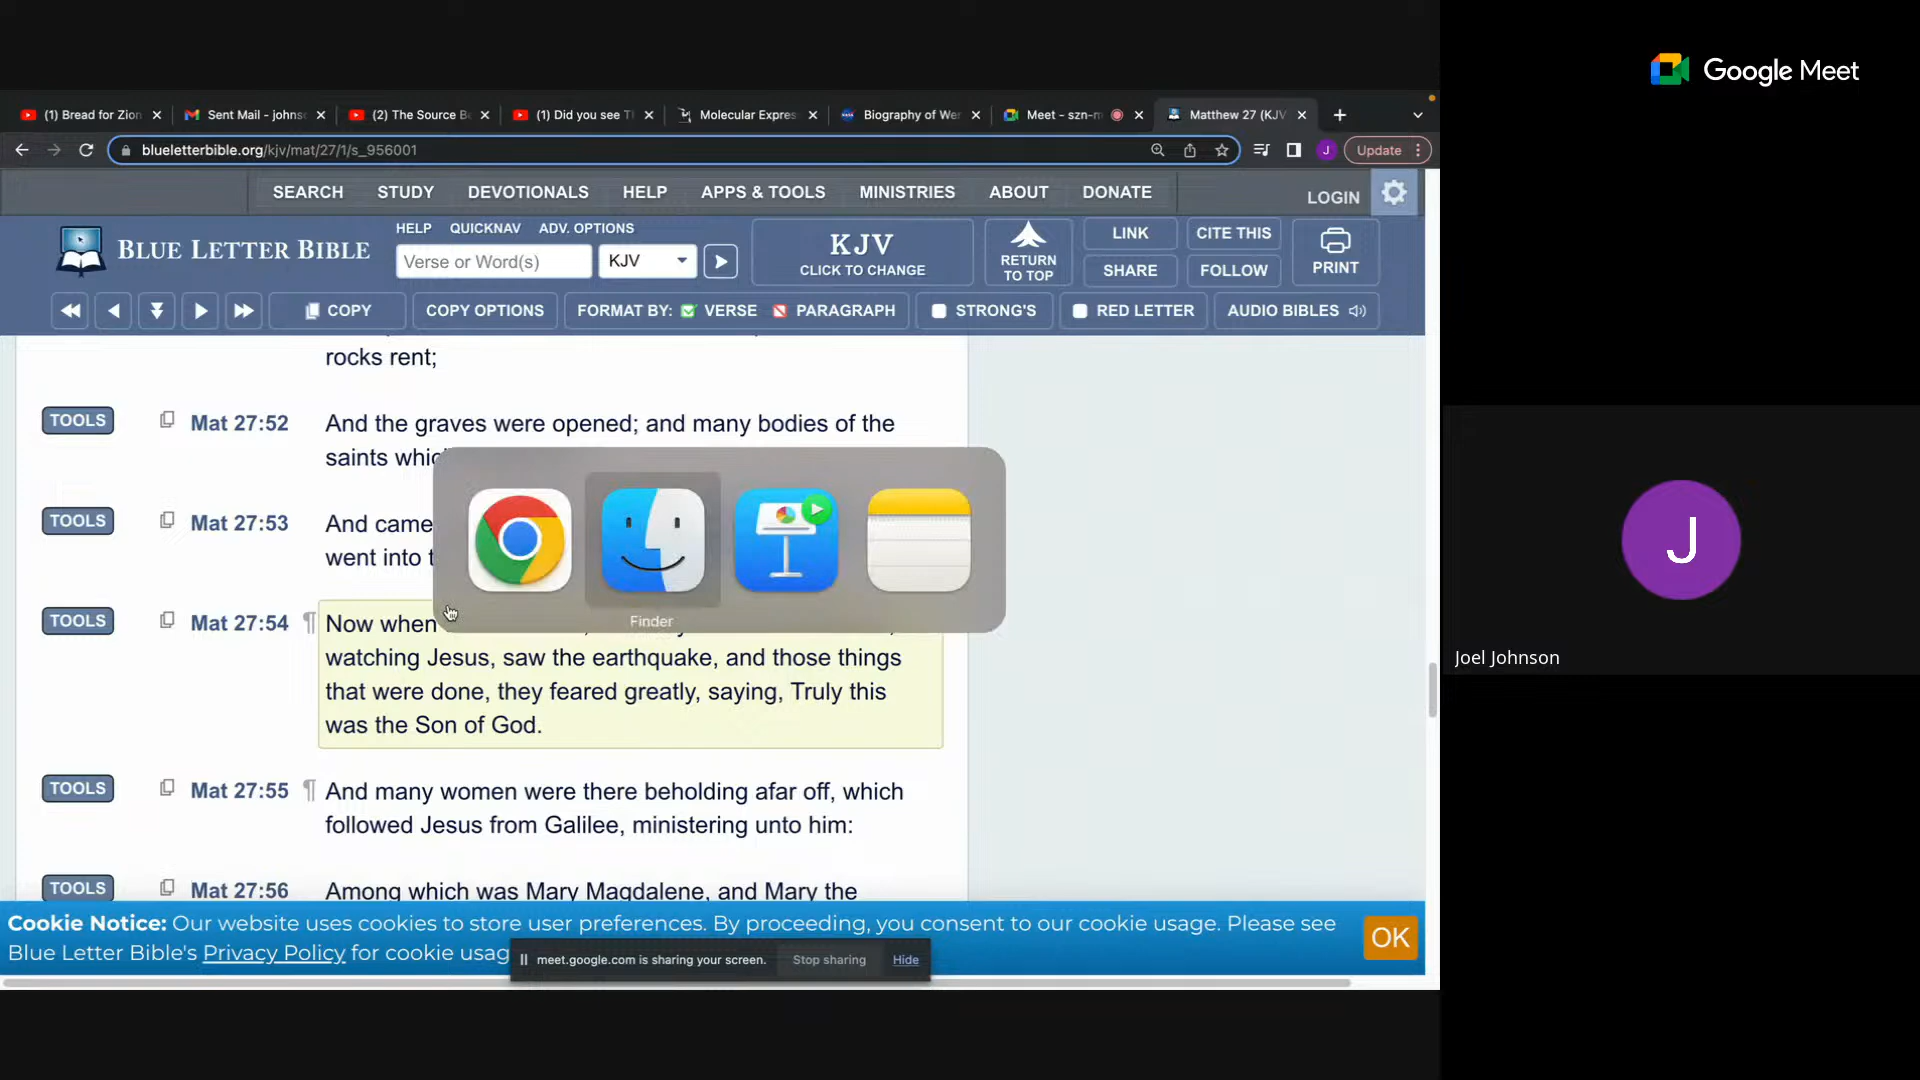 Google Meet
(1) Bread for Zion
Sent Mail - johns
(2) The Source B
(1) Did you see T
Molecular Expres
Biography of Wer
Meet - szn-m
Matthew 27 (KJV
blueletterbible.org/kjv/mat/27/1/s_956001
J
Update
SEARCH
STUDY
DEVOTIONALS
HELP
APPS & TOOLS
MINISTRIES
ABOUT
DONATE
LOGIN
BLUE LETTER BIBLE
HELP
QUICKNAV
ADV. OPTIONS
Verse or Word(s)
KJV
KJV
CLICK TO CHANGE
RETURN
TO TOP
LINK
CITE THIS
SHARE
FOLLOW
PRINT
COPY
COPY OPTIONS
FORMAT BY:
VERSE
PARAGRAPH
STRONG'S
RED LETTER
AUDIO BIBLES
rocks rent;
TOOLS
Mat 27:52
And the graves were opened; and many bodies of the
saints whic
TOOLS
Mat 27:53
And came
went into t
TOOLS
Mat 27:54
¶
Now when
watching Jesus, saw the earthquake, and those things
that were done, they feared greatly, saying, Truly this
was the Son of God.
Finder
TOOLS
Mat 27:55
¶
And many women were there beholding afar off, which
followed Jesus from Galilee, ministering unto him:
TOOLS
Mat 27:56
Among which was Mary Magdalene, and Mary the
Cookie Notice: Our website uses cookies to store user preferences. By proceeding, you consent to our cookie usage. Please see
Blue Letter Bible's Privacy Policy for cookie usag
OK
meet.google.com is sharing your screen.
Stop sharing
Hide
J
Joel Johnson